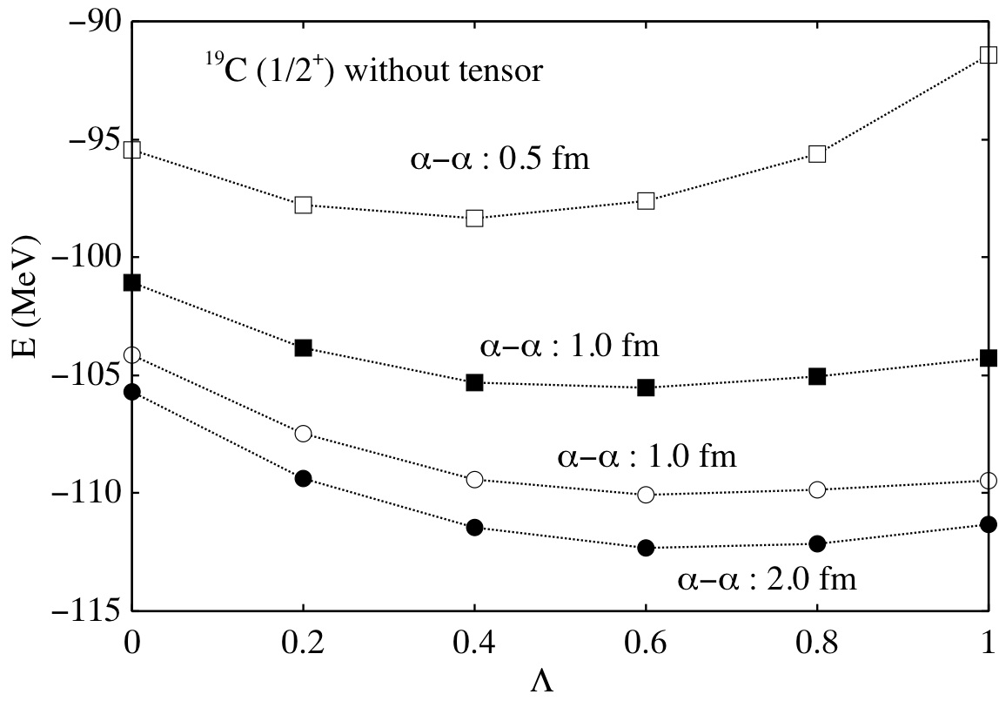 −90
¹⁹C (1/2⁺) without tensor
−95
α−α : 0.5 fm
−100
E (MeV)
α−α : 1.0 fm
−105
α−α : 1.0 fm
−110
α−α : 2.0 fm
−115
0 0.2 0.4 0.6 0.8 1
Λ